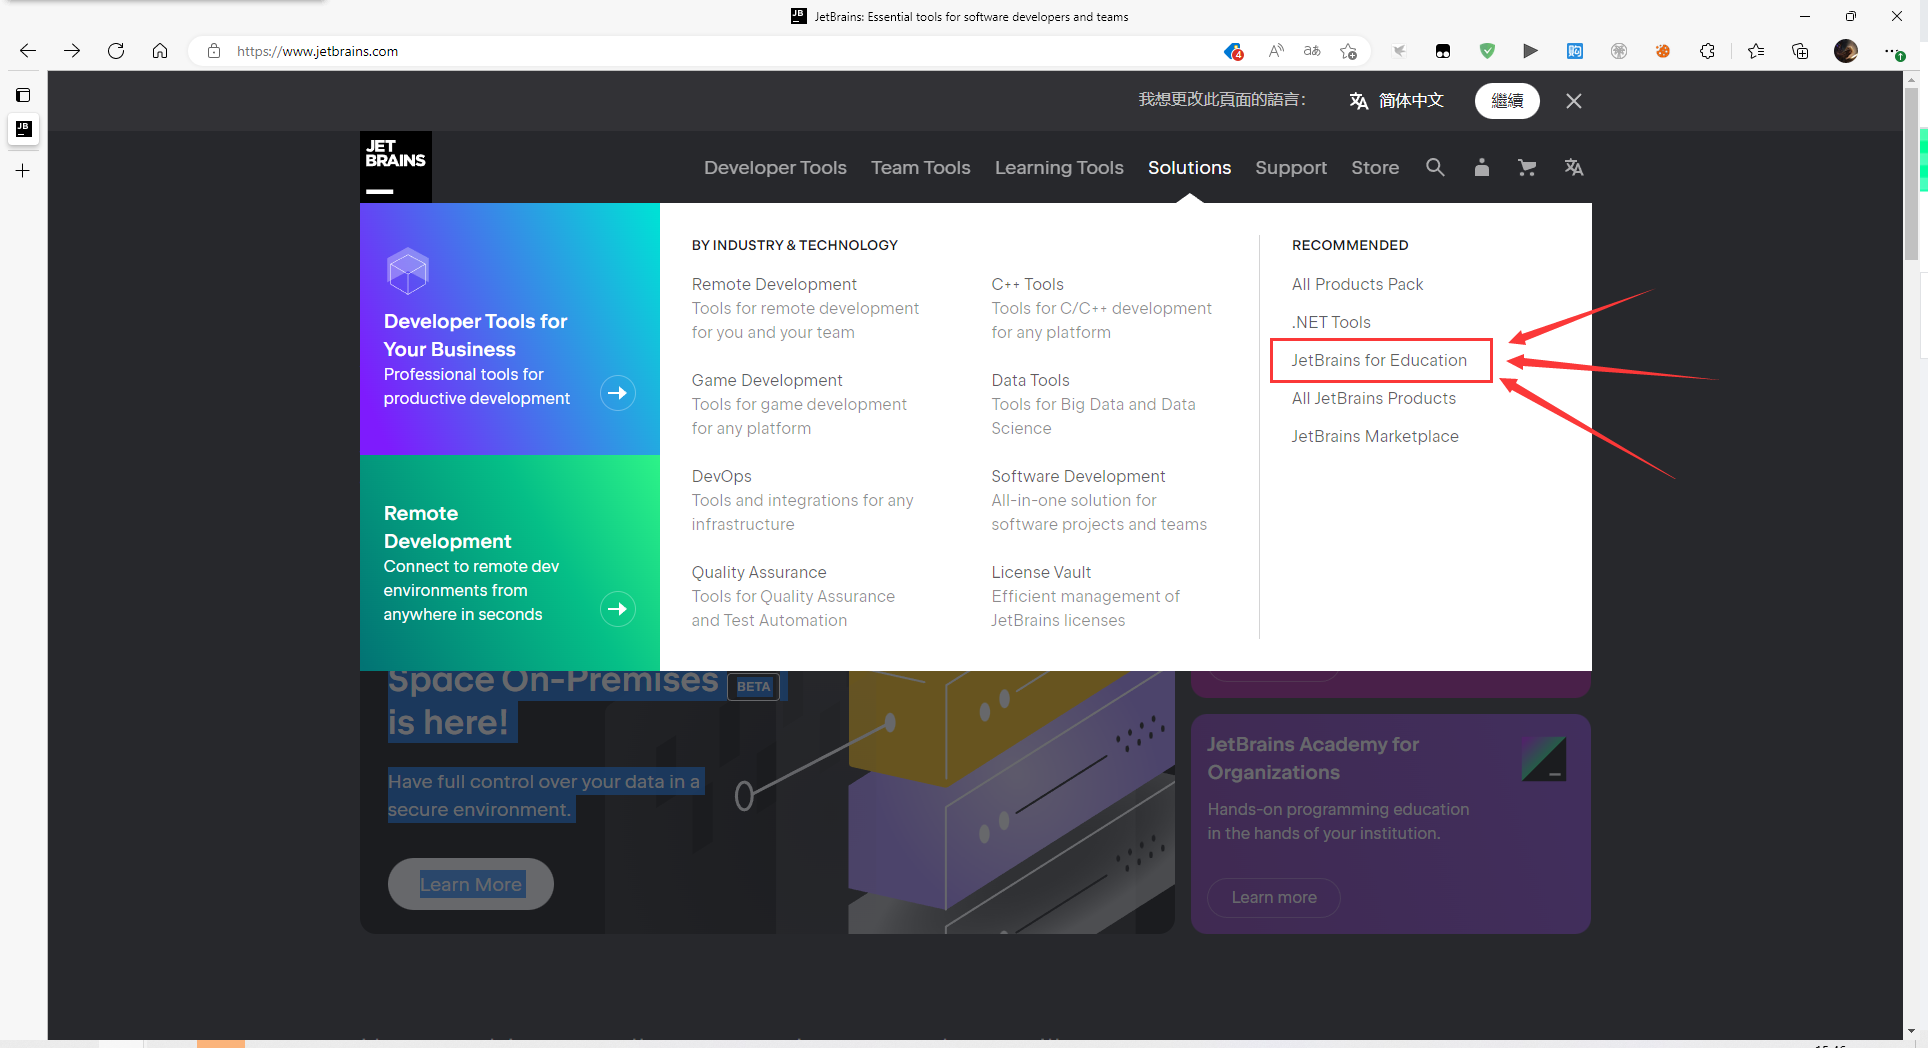 JetBrains: Essential tools for software developers and teams
https://www.jetbrains.com
4
我想更改此頁面的語言：
简体中文
繼續
JET
BRAINS
Developer Tools
Team Tools
Learning Tools
Solutions
Support
Store
Developer Tools for
Your Business
Professional tools for
productive development
Remote
Development
Connect to remote dev
environments from
anywhere in seconds
BY INDUSTRY & TECHNOLOGY
Remote Development
Tools for remote development
for you and your team
Game Development
Tools for game development
for any platform
DevOps
Tools and integrations for any
infrastructure
Quality Assurance
Tools for Quality Assurance
and Test Automation
C++ Tools
Tools for C/C++ development
for any platform
Data Tools
Tools for Big Data and Data
Science
Software Development
All-in-one solution for
software projects and teams
License Vault
Efficient management of
JetBrains licenses
RECOMMENDED
All Products Pack
.NET Tools
JetBrains for Education
All JetBrains Products
JetBrains Marketplace
Space On-Premises BETA
is here!
Have full control over your data in a
secure environment.
Learn More
JetBrains Academy for
Organizations
Hands-on programming education
in the hands of your institution.
Learn more